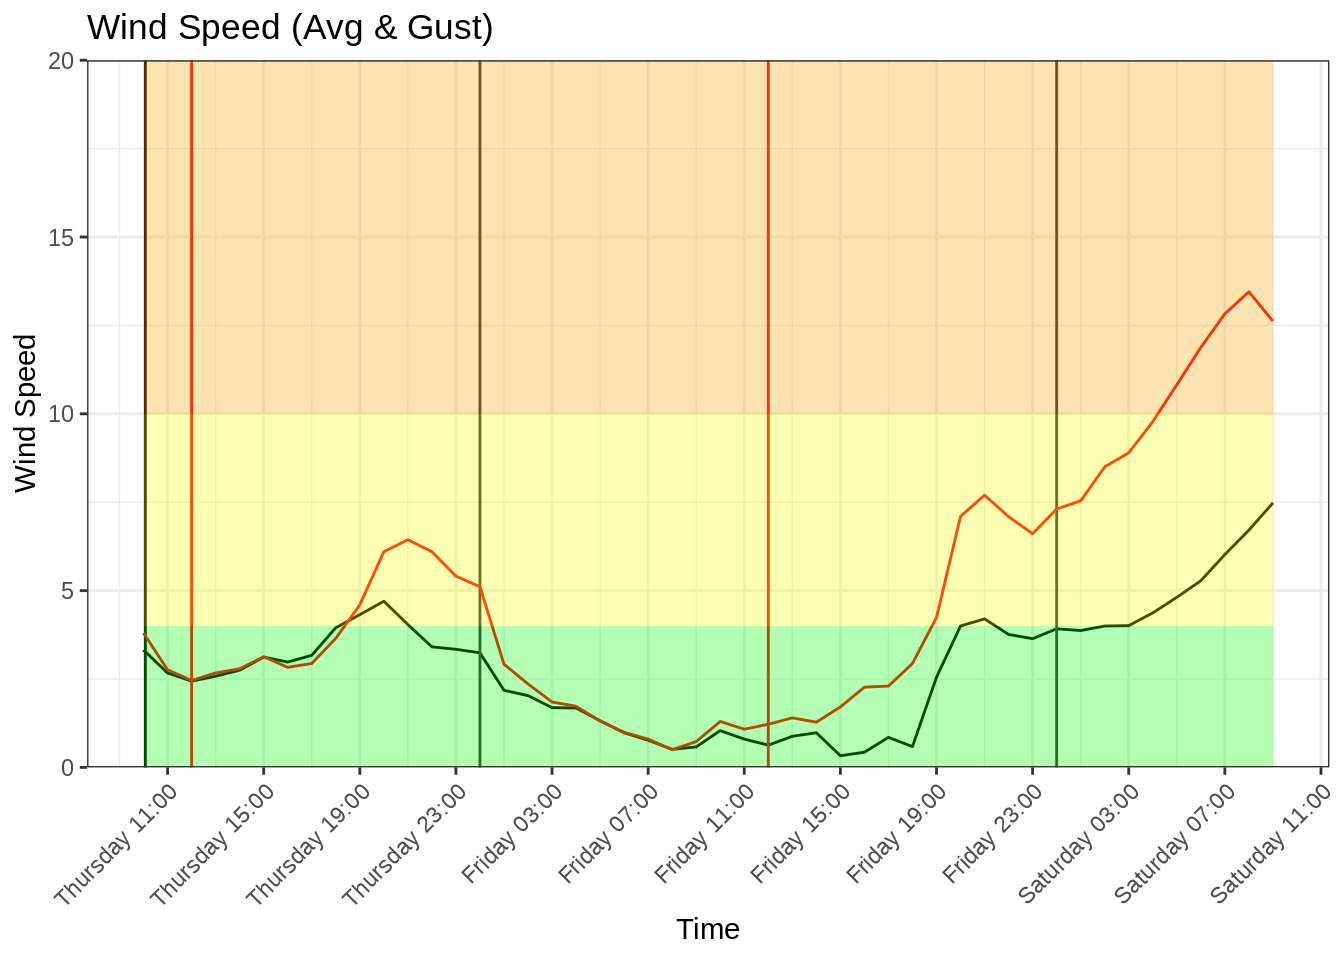 Wind Speed (Avg & Gust)
20
15
10
5
0
Wind Speed
Thursday 11:00
Thursday 15:00
Thursday 19:00
Thursday 23:00
Friday 03:00
Friday 07:00
Friday 11:00
Friday 15:00
Friday 19:00
Friday 23:00
Saturday 03:00
Saturday 07:00
Saturday 11:00
Time